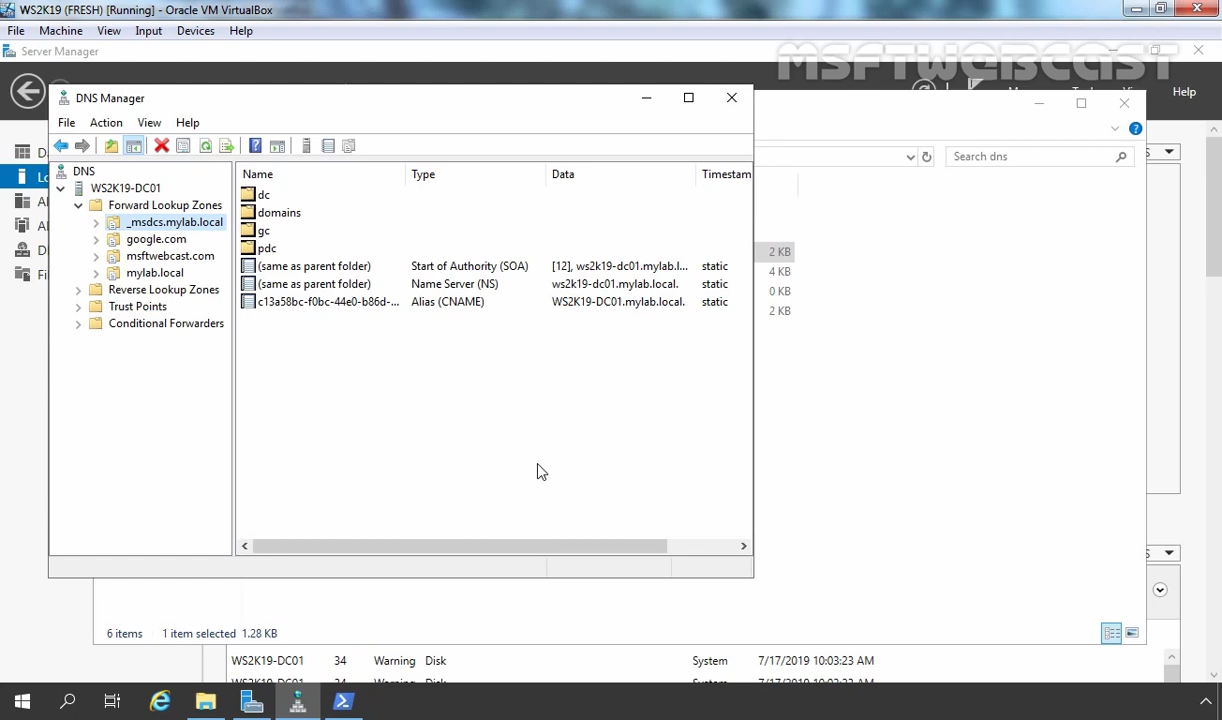 WS2K19 (FRESH) [Running] - Oracle VM VirtualBox
File Machine View Input Devices Help
Server Manager
MSFTWEBCAST
Help
DNS Manager
File Action View Help
Search dns
DNS
WS2K19-DC01
Forward Lookup Zones
_msdcs.mylab.local
google.com
msftwebcast.com
mylab.local
Reverse Lookup Zones
Trust Points
Conditional Forwarders
Name Type Data Timestam
dc
domains
gc
pdc
(same as parent folder) Start of Authority (SOA) [12], ws2k19-dc01.mylab.l... static
(same as parent folder) Name Server (NS) ws2k19-dc01.mylab.local. static
c13a58bc-f0bc-44e0-b86d-... Alias (CNAME) WS2K19-DC01.mylab.local. static
2 KB
4 KB
0 KB
2 KB
6 items 1 item selected 1.28 KB
WS2K19-DC01 34 Warning Disk System 7/17/2019 10:03:23 AM